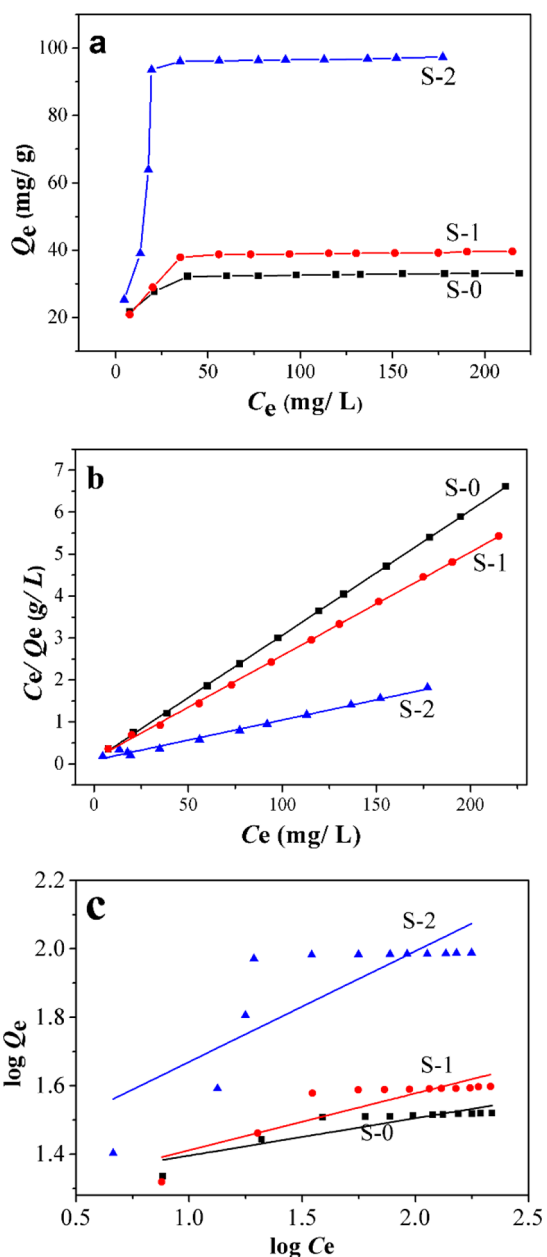 a
100
80
60
40
20
Qe (mg/ g)
S-2
S-1
S-0
0 50 100 150 200
Ce (mg/ L)
b
7
6
5
4
3
2
1
0
Ce/Qe (g/L)
S-0
S-1
S-2
0 50 100 150 200
Ce (mg/ L)
c
2.2
2.0
1.8
1.6
1.4
log Qe
S-2
S-1
S-0
0.5 1.0 1.5 2.0 2.5
log Ce